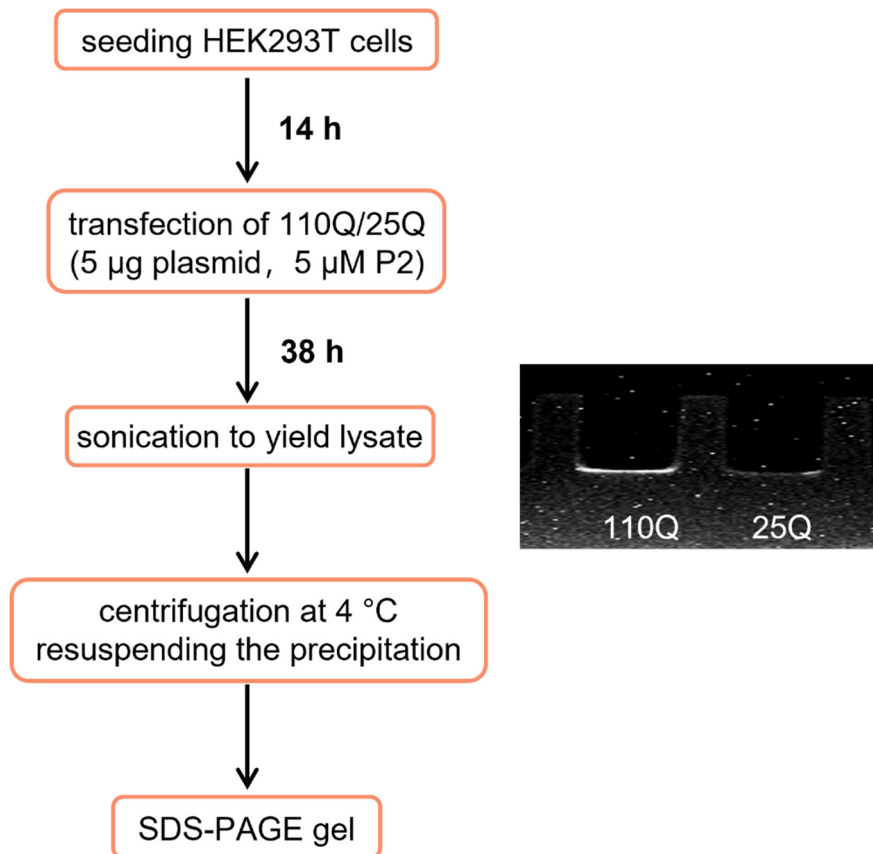 seeding HEK293T cells
14 h
transfection of 110Q/25Q
(5 μg plasmid, 5 μM P2)
38 h
sonication to yield lysate
110Q 25Q
centrifugation at 4 °C
resuspending the precipitation
SDS-PAGE gel